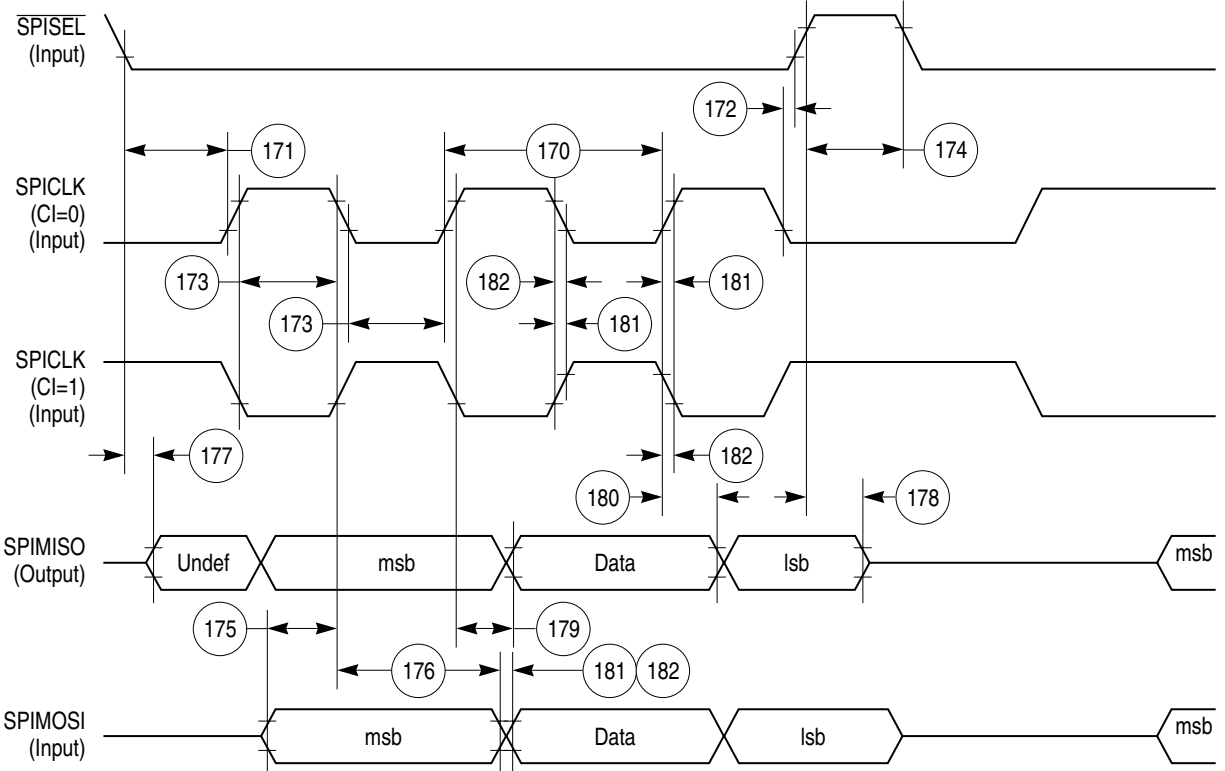 SPISEL
(Input)
172
171
170
174
SPICLK
(CI=0)
(Input)
173
182
181
173
181
SPICLK
(CI=1)
(Input)
177
182
180
178
SPIMISO
(Output)
Undef
msb
Data
lsb
msb
175
179
176
181
182
SPIMOSI
(Input)
msb
Data
lsb
msb